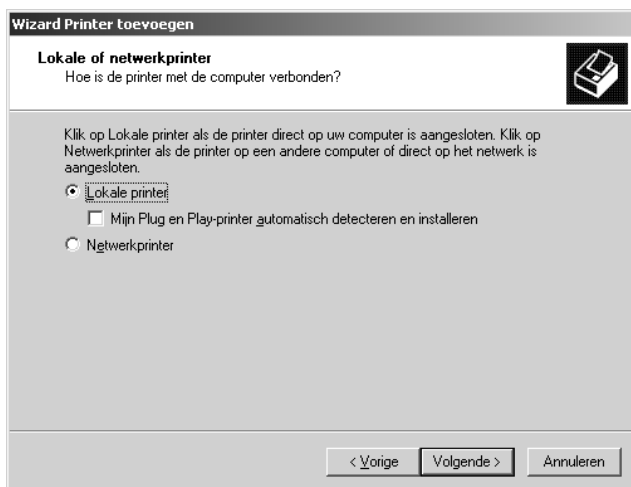 Wizard Printer toevoegen
Lokale of netwerkprinter
Hoe is de printer met de computer verbonden?
Klik op Lokale printer als de printer direct op uw computer is aangesloten. Klik op
Netwerkprinter als de printer op een andere computer of direct op het netwerk is
aangesloten.
Lokale printer
Mijn Plug en Play-printer automatisch detecteren en installeren
Netwerkprinter
< Vorige
Volgende >
Annuleren